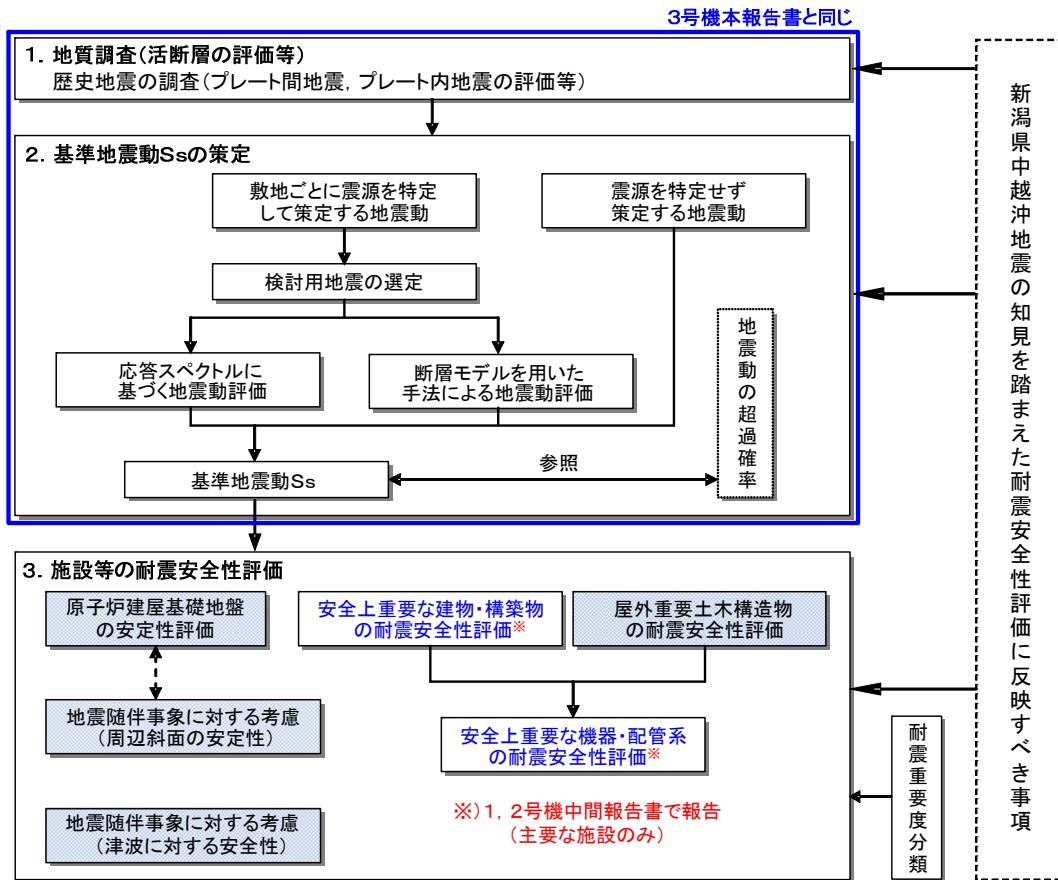 3号機本報告書と同じ
1．地質調査(活断層の評価等)
歴史地震の調査(プレート間地震，プレート内地震の評価等)
2．基準地震動Ssの策定
敷地ごとに震源を特定
して策定する地震動
震源を特定せず
策定する地震動
検討用地震の選定
応答スペクトルに
基づく地震動評価
断層モデルを用いた
手法による地震動評価
地震動の超過確率
基準地震動Ss
参照
3．施設等の耐震安全性評価
原子炉建屋基礎地盤
の安定性評価
安全上重要な建物・構築物
の耐震安全性評価※
屋外重要土木構造物
の耐震安全性評価
地震随伴事象に対する考慮
(周辺斜面の安定性)
安全上重要な機器・配管系
の耐震安全性評価※
地震随伴事象に対する考慮
(津波に対する安全性)
※)1，2号機中間報告書で報告
(主要な施設のみ)
耐震重要度分類
新潟県中越沖地震の知見を踏まえた耐震安全性評価に反映すべき事項